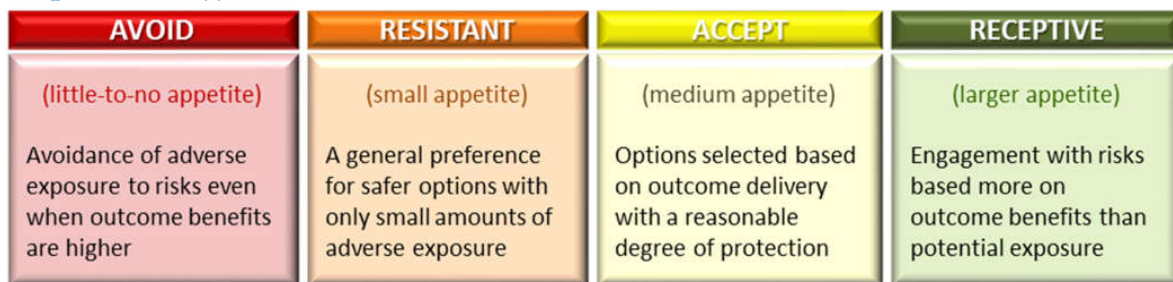 AVOID
(little-to-no appetite)
Avoidance of adverse
exposure to risks even
when outcome benefits
are higher
RESISTANT
(small appetite)
A general preference
for safer options with
only small amounts of
adverse exposure
ACCEPT
(medium appetite)
Options selected based
on outcome delivery
with a reasonable
degree of protection
RECEPTIVE
(larger appetite)
Engagement with risks
based more on
outcome benefits than
potential exposure